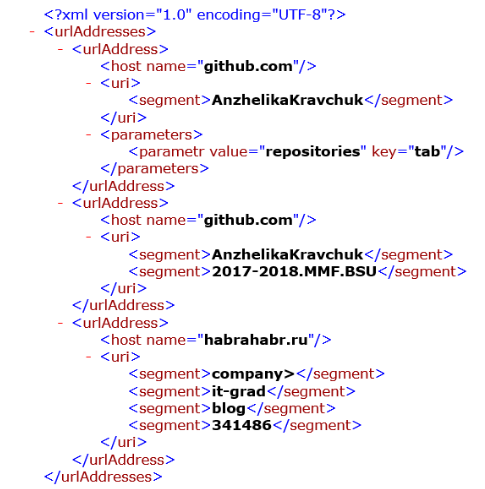 <?xml version="1.0" encoding="UTF-8"?>
- <urlAddresses>
- <urlAddress>
<host name="github.com"/>
- <uri>
<segment>AnzhelikaKravchuk</segment>
</uri>
- <parameters>
<parametr value="repositories" key="tab"/>
</parameters>
</urlAddress>
- <urlAddress>
<host name="github.com"/>
- <uri>
<segment>AnzhelikaKravchuk</segment>
<segment>2017-2018.MMF.BSU</segment>
</uri>
</urlAddress>
- <urlAddress>
<host name="habrahabr.ru"/>
- <uri>
<segment>company></segment>
<segment>it-grad</segment>
<segment>blog</segment>
<segment>341486</segment>
</uri>
</urlAddress>
</urlAddresses>